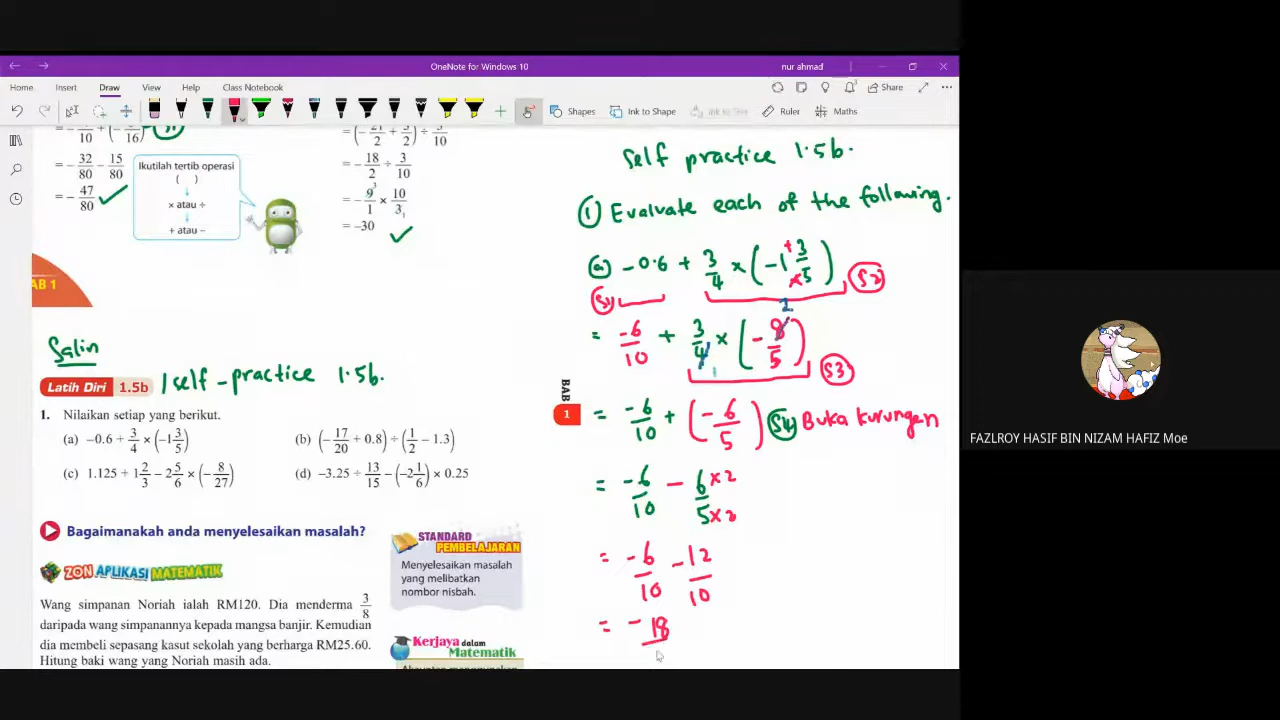 OneNote for Windows 10
nur ahmad
Home Insert Draw View Help Class Notebook
Share
Shapes Ink to Shape Ink to Text Ruler Maths
= -32/80 - 15/80
= -47/80
Ikutilah tertib operasi
( )
× atau ÷
+ atau −
= -18/2 ÷ 3/10
= -9/1 × 10/3
= –30
AB 1
Salin
Latih Diri 1.5b / self-practice 1.5b.
1. Nilaikan setiap yang berikut.
(a) –0.6 + 3/4 × (–1 3/5) (b) (–17/20 + 0.8) ÷ (1/2 – 1.3)
(c) 1.125 + 1 2/3 – 2 5/6 × (–8/27) (d) –3.25 ÷ 13/15 – (–2 1/6) × 0.25
Bagaimanakah anda menyelesaikan masalah?
ZON APLIKASI MATEMATIK
Wang simpanan Noriah ialah RM120. Dia menderma 3/8
daripada wang simpanannya kepada mangsa banjir. Kemudian
dia membeli sepasang kasut sekolah yang berharga RM25.60.
Hitung baki wang yang Noriah masih ada.
STANDARD
PEMBELAJARAN
Menyelesaikan masalah
yang melibatkan
nombor nisbah.
Kerjaya dalam
Matematik
BAB
1
Self practice 1.5b.
① Evaluate each of the following.
ⓐ -0.6 + 3/4 × (-1 3/5) S2
S1
= -6/10 + 3/4 × (-8/5) 2 1
S3
= -6/10 + (-6/5) S4 Buka kurungan
= -6/10 - 6/5 ×2 ×2
= -6/10 - 12/10
= -18
FAZLROY HASIF BIN NIZAM HAFIZ Moe